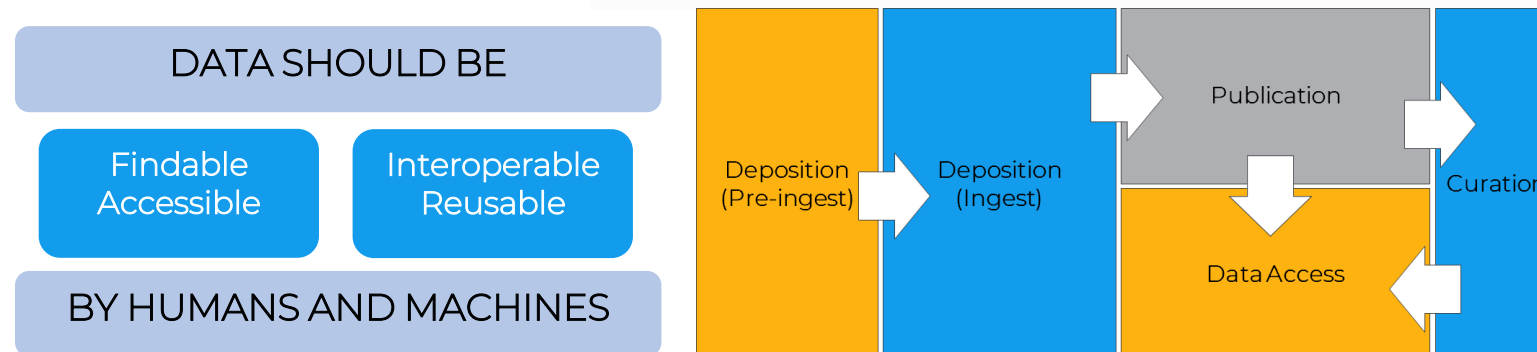 DATA SHOULD BE
Findable
Accessible
Interoperable
Reusable
BY HUMANS AND MACHINES
Deposition
(Pre-ingest)
Deposition
(Ingest)
Publication
Data Access
Curation